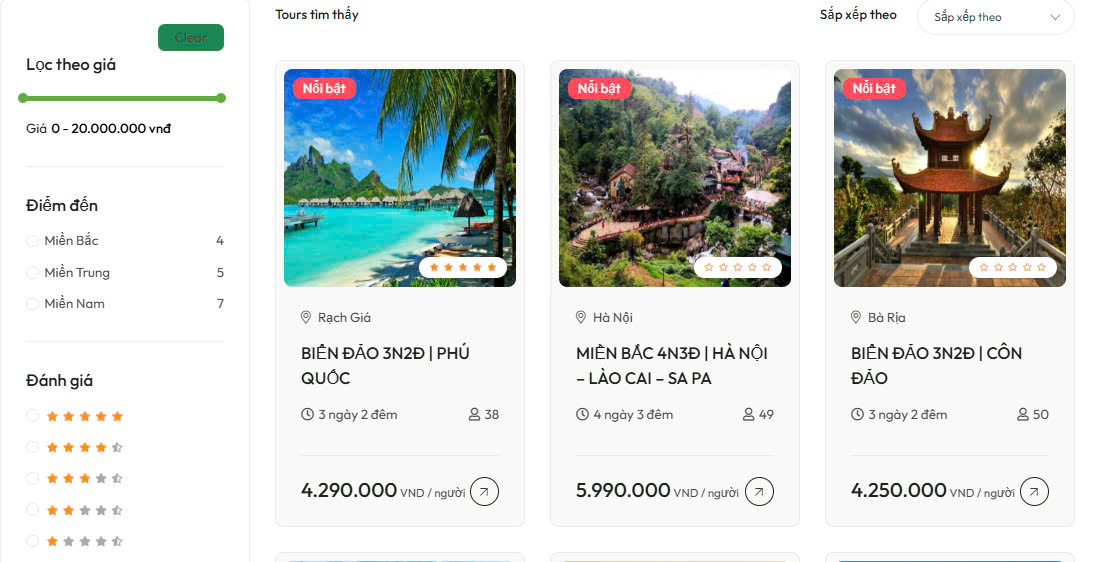 Clear
Lọc theo giá
Giá 0 - 20.000.000 vnđ
Điểm đến
Miền Bắc 4
Miền Trung 5
Miền Nam 7
Đánh giá
Tours tìm thấy
Sắp xếp theo
Sắp xếp theo
Nổi bật
Rạch Giá
BIỂN ĐẢO 3N2Đ | PHÚ
QUỐC
3 ngày 2 đêm 38
4.290.000 VND / người
Nổi bật
Hà Nội
MIỀN BẮC 4N3Đ | HÀ NỘI
– LÀO CAI – SA PA
4 ngày 3 đêm 49
5.990.000 VND / người
Nổi bật
Bà Rịa
BIỂN ĐẢO 3N2Đ | CÔN
ĐẢO
3 ngày 2 đêm 50
4.250.000 VND / người